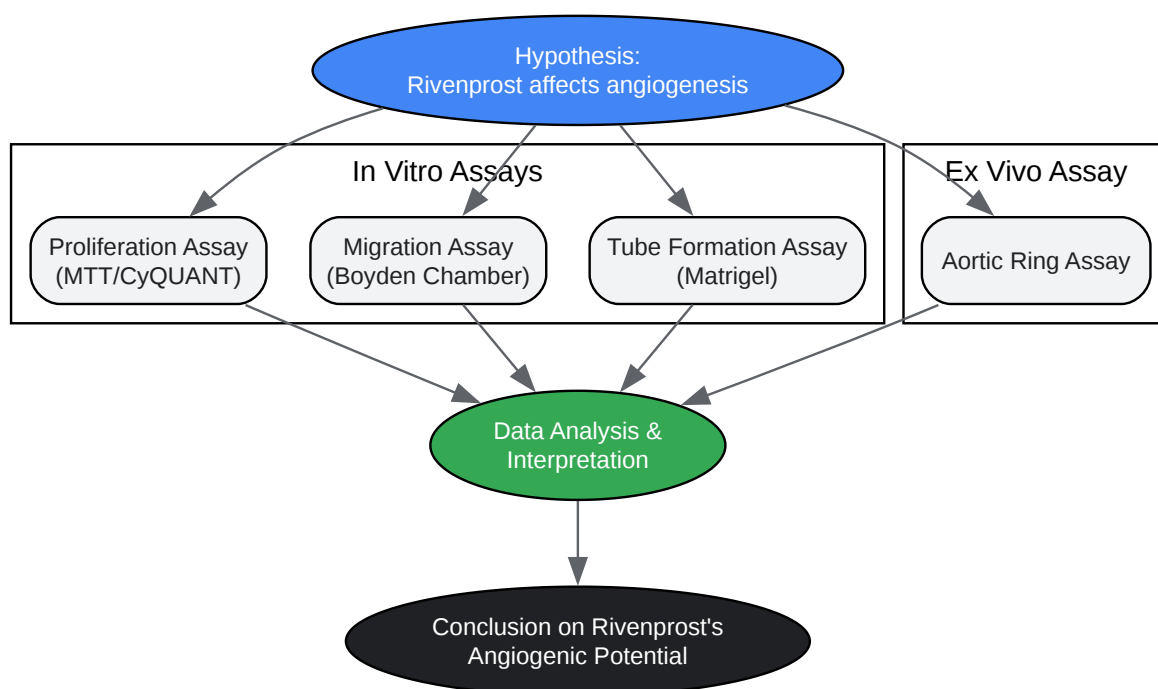 Hypothesis:
Rivenprost affects angiogenesis
In Vitro Assays
Ex Vivo Assay
Proliferation Assay
(MTT/CyQUANT)
Migration Assay
(Boyden Chamber)
Tube Formation Assay
(Matrigel)
Aortic Ring Assay
Data Analysis &
Interpretation
Conclusion on Rivenprost's
Angiogenic Potential